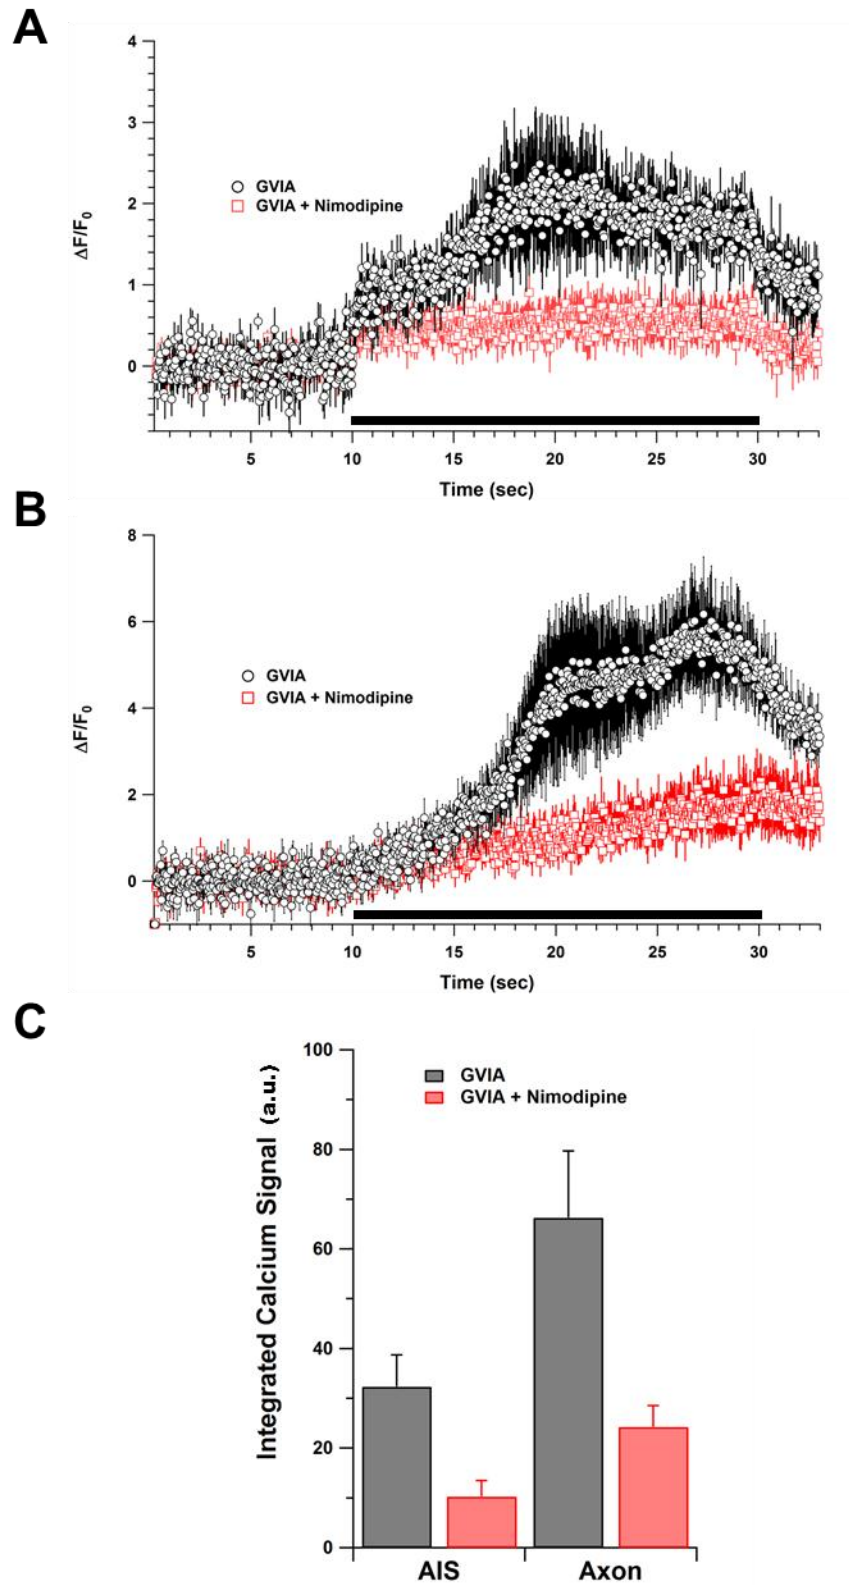 A
4
3
2
1
0
ΔF/F0
GVIA
GVIA + Nimodipine
5 10 15 20 25 30
Time (sec)
B
8
6
4
2
0
ΔF/F0
GVIA
GVIA + Nimodipine
5 10 15 20 25 30
Time (sec)
C
100
80
60
40
20
0
Integrated Calcium Signal (a.u.)
GVIA
GVIA + Nimodipine
AIS Axon